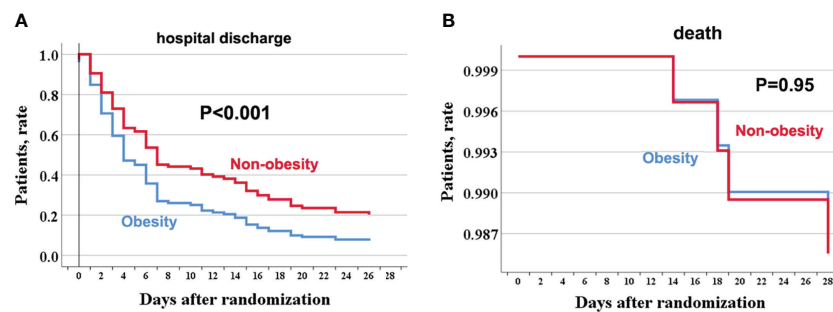 A
hospital discharge
1.0
0.8
0.6
0.4
0.2
0.0
Patients, rate
P<0.001
Non-obesity
Obesity
0 2 4 6 8 10 12 14 16 18 20 22 24 26 28
Days after randomization
B
death
0.999
0.996
0.993
0.990
0.987
Patients, rate
P=0.95
Non-obesity
Obesity
0 2 4 6 8 10 12 14 16 18 20 22 24 26 28
Days after randomization